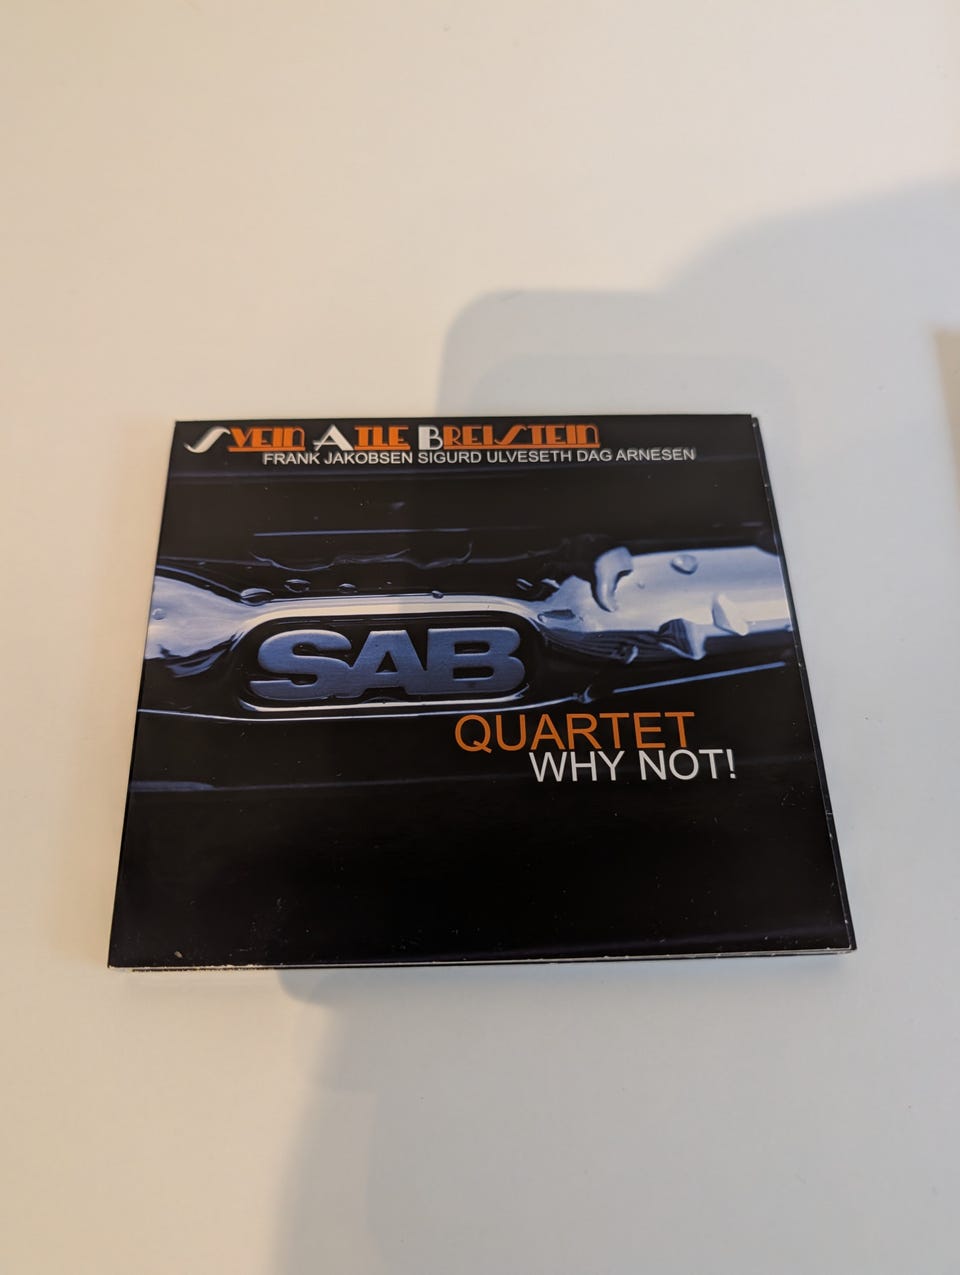 SVEIN ATLE BREISTEIN
FRANK JAKOBSEN SIGURD ULVESETH DAG ARNESEN
SAB
QUARTET
WHY NOT!